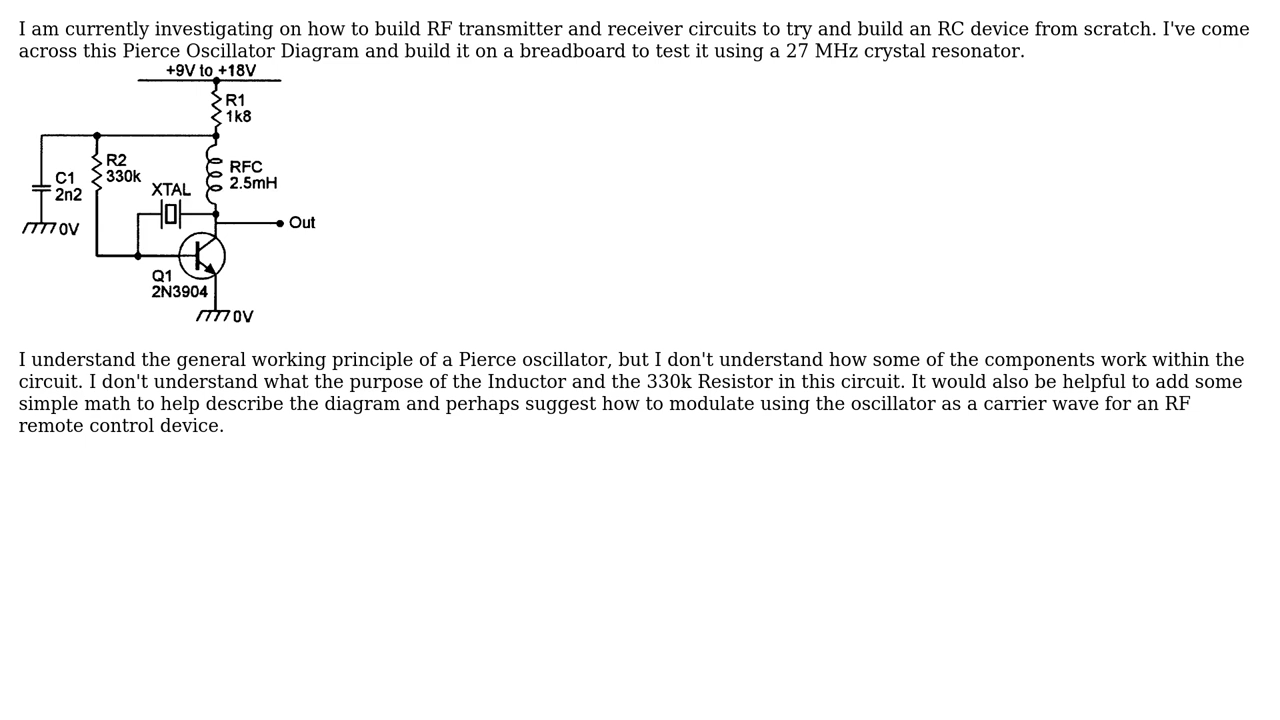 I am currently investigating on how to build RF transmitter and receiver circuits to try and build an RC device from scratch. I've come
across this Pierce Oscillator Diagram and build it on a breadboard to test it using a 27 MHz crystal resonator.
+9V to +18V
R1
1k8
R2
330k
RFC
2.5mH
C1
2n2
XTAL
0V
Out
Q1
2N3904
0V
I understand the general working principle of a Pierce oscillator, but I don't understand how some of the components work within the
circuit. I don't understand what the purpose of the Inductor and the 330k Resistor in this circuit. It would also be helpful to add some
simple math to help describe the diagram and perhaps suggest how to modulate using the oscillator as a carrier wave for an RF
remote control device.